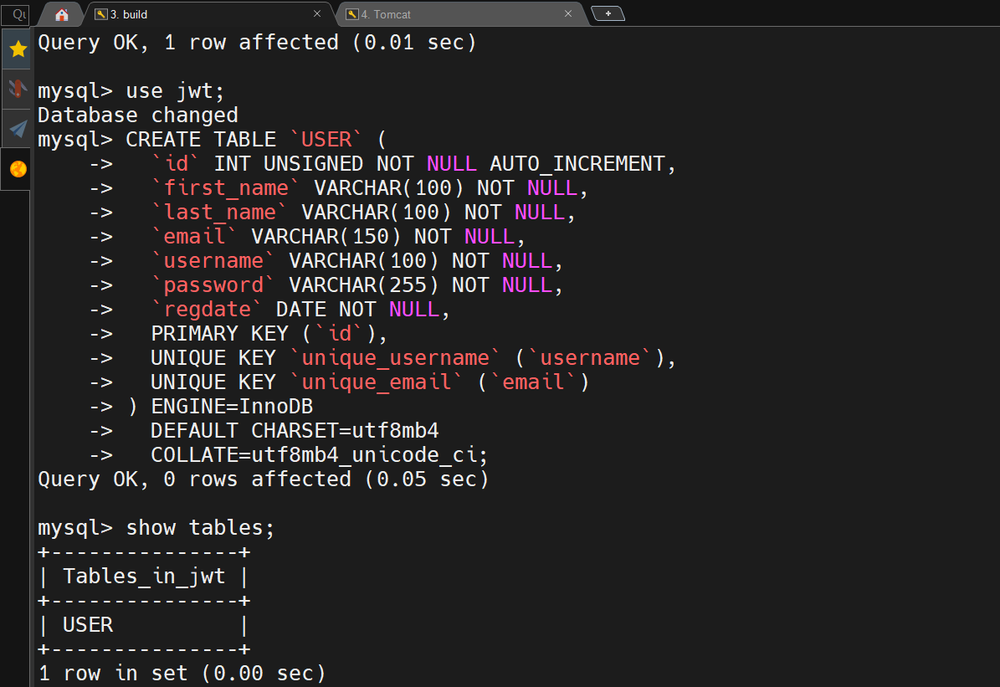 Qu
3. build
4. Tomcat
Query OK, 1 row affected (0.01 sec)
mysql> use jwt;
Database changed
mysql> CREATE TABLE `USER` (
    ->   `id` INT UNSIGNED NOT NULL AUTO_INCREMENT,
    ->   `first_name` VARCHAR(100) NOT NULL,
    ->   `last_name` VARCHAR(100) NOT NULL,
    ->   `email` VARCHAR(150) NOT NULL,
    ->   `username` VARCHAR(100) NOT NULL,
    ->   `password` VARCHAR(255) NOT NULL,
    ->   `regdate` DATE NOT NULL,
    ->   PRIMARY KEY (`id`),
    ->   UNIQUE KEY `unique_username` (`username`),
    ->   UNIQUE KEY `unique_email` (`email`)
    -> ) ENGINE=InnoDB
    ->   DEFAULT CHARSET=utf8mb4
    ->   COLLATE=utf8mb4_unicode_ci;
Query OK, 0 rows affected (0.05 sec)
mysql> show tables;
+---------------+
| Tables_in_jwt |
+---------------+
| USER          |
+---------------+
1 row in set (0.00 sec)